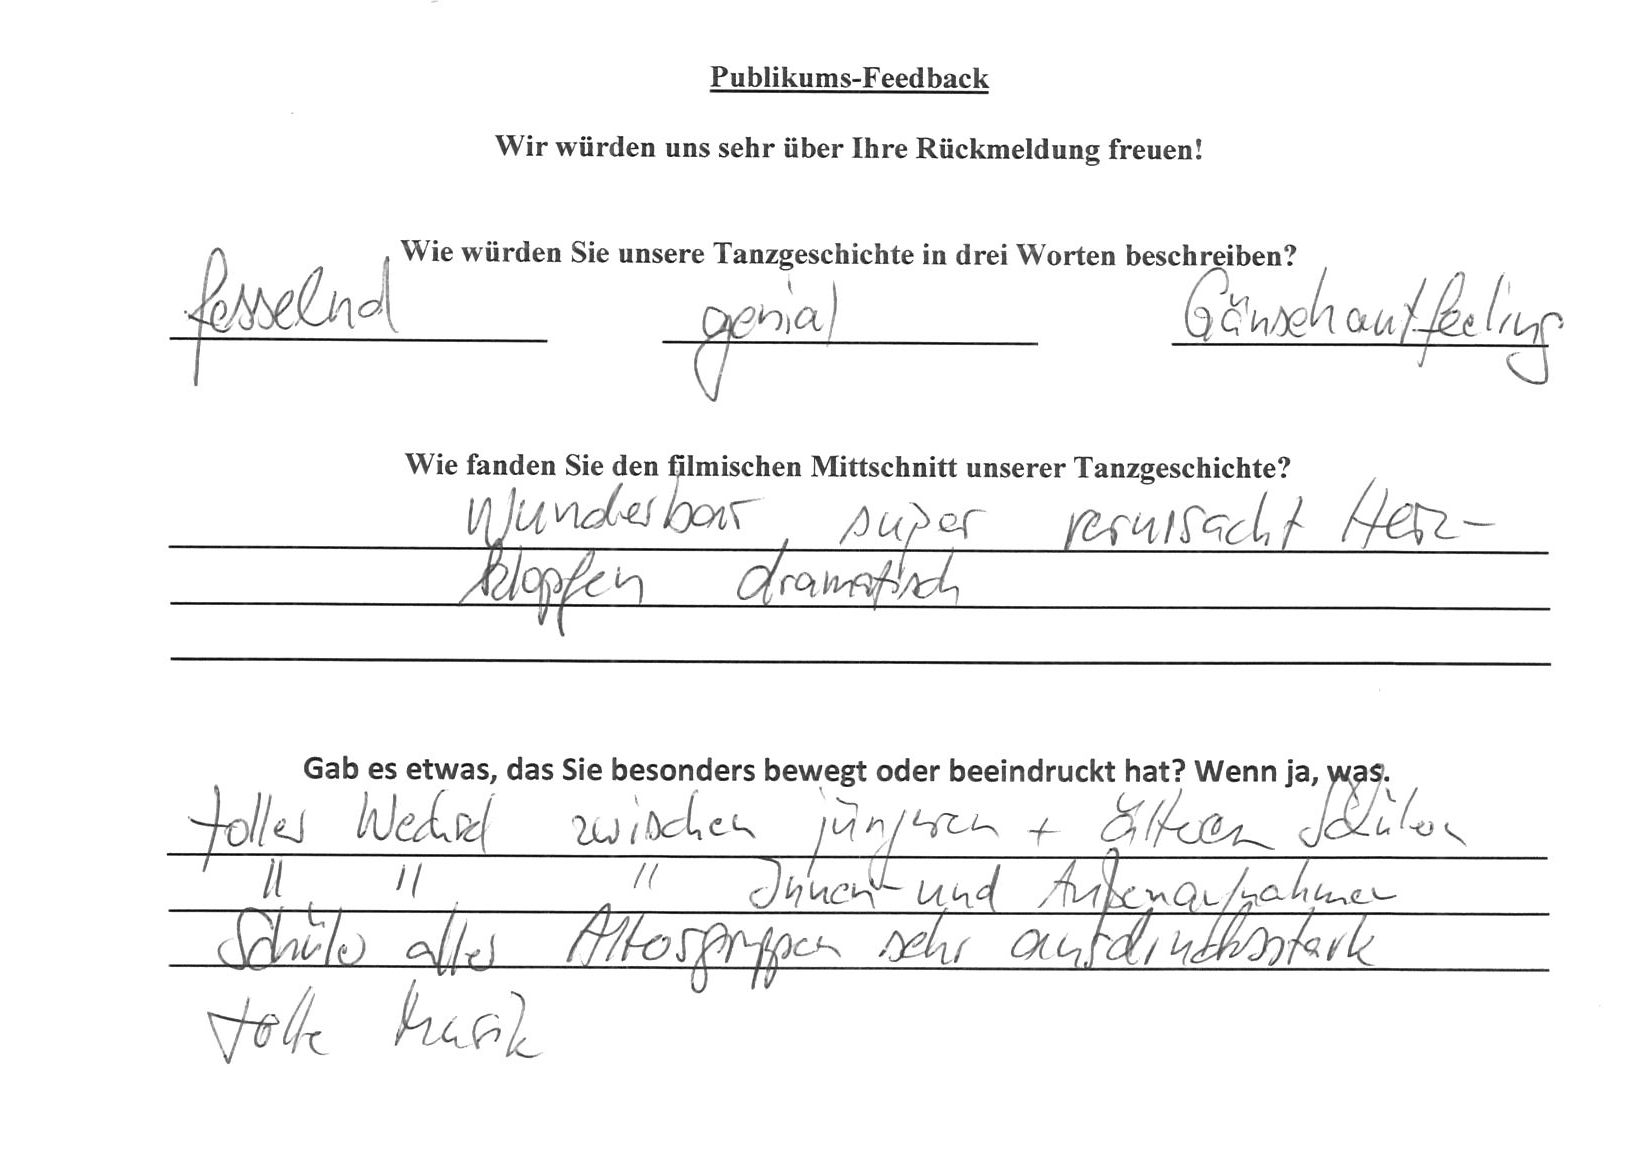 Publikums-Feedback
Wir würden uns sehr über Ihre Rückmeldung freuen!
Wie würden Sie unsere Tanzgeschichte in drei Worten beschreiben?
fesselnd genial Gänsehautfeeling
Wie fanden Sie den filmischen Mittschnitt unserer Tanzgeschichte?
Wunderbar, super verursacht Herz-
klopfen dramatisch
Gab es etwas, das Sie besonders bewegt oder beeindruckt hat? Wenn ja, was.
toller Wechsel zwischen jüngeren + älteren Schülern
" " " Innen- und Außenaufnahmen
Schüler aller Altersgruppen sehr ausdrucksstark
tolle Musik